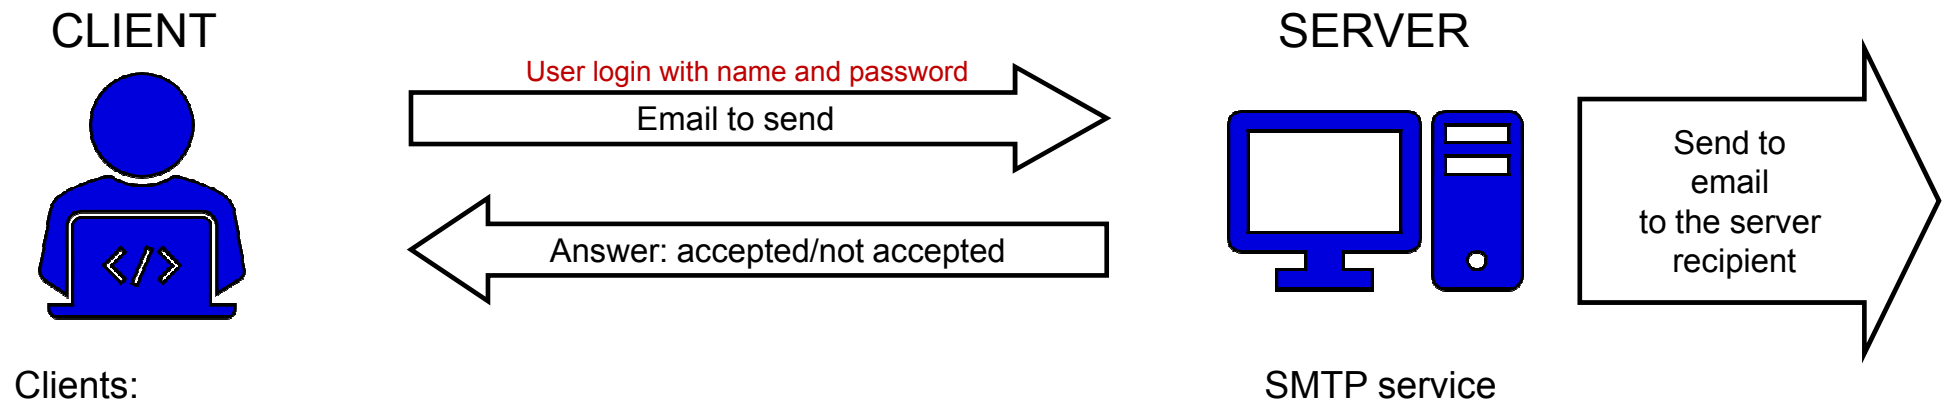 CLIENT
SERVER
User login with name and password
Email to send
Answer: accepted/not accepted
Send to
email
to the server
recipient
</>
Clients:
SMTP service